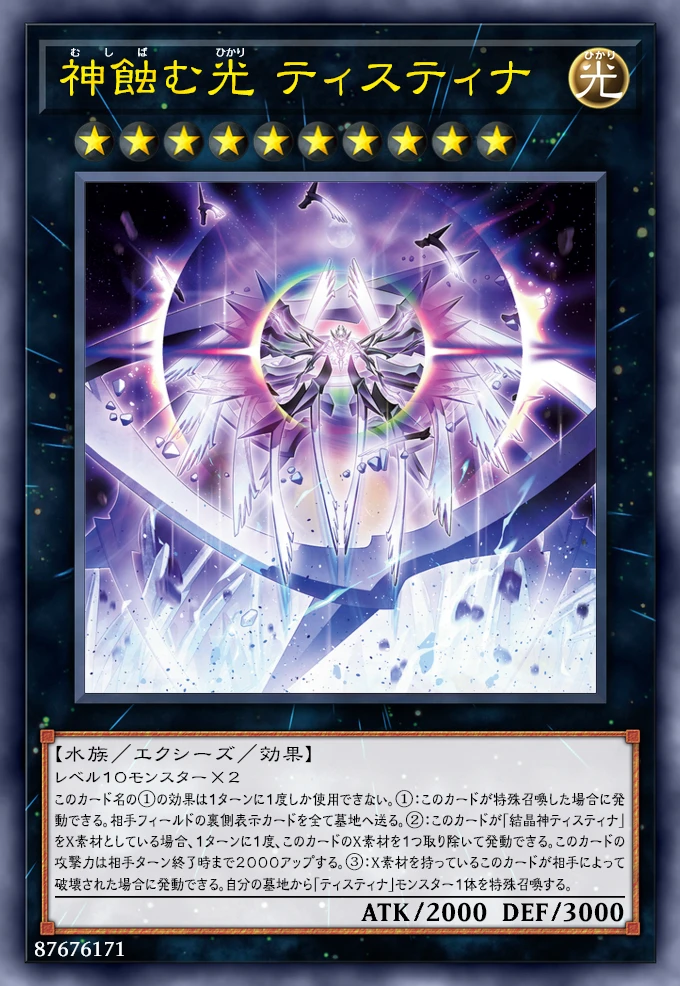 神蝕む光 ティスティナ
むしば ひかり
光
ひかり
【水族／エクシーズ／効果】
レベル10モンスター×2
このカード名の①の効果は1ターンに1度しか使用できない。①：このカードが特殊召喚した場合に発
動できる。相手フィールドの裏側表示カードを全て墓地へ送る。②：このカードが「結晶神ティスティナ」
をX素材としている場合、1ターンに1度、このカードのX素材を1つ取り除いて発動できる。このカードの
攻撃力は相手ターン終了時まで2000アップする。③：X素材を持っているこのカードが相手によって
破壊された場合に発動できる。自分の墓地から「ティスティナ」モンスター1体を特殊召喚する。
ATK/2000 DEF/3000
87676171